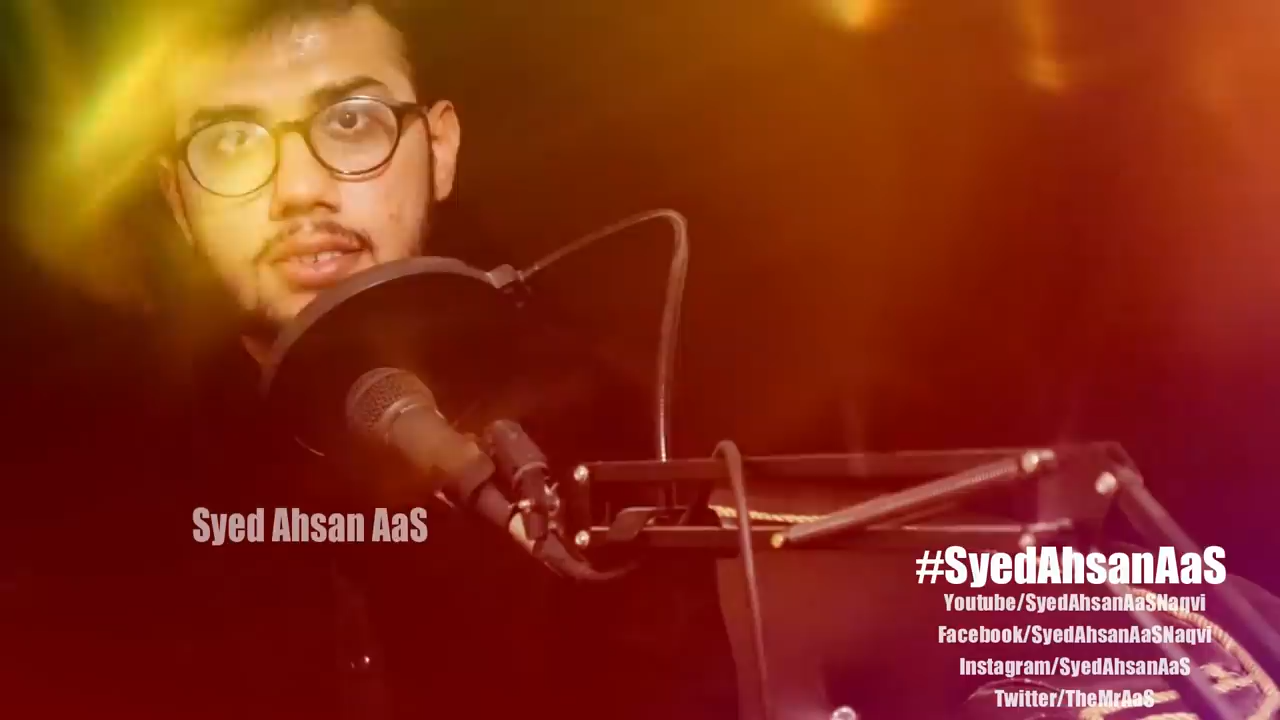 Syed Ahsan AaS
#SyedAhsanAaS
Youtube/SyedAhsanAaSNaqvi
Facebook/SyedAhsanAaSNaqvi
Instagram/SyedAhsanAaS
Twitter/TheMrAaS